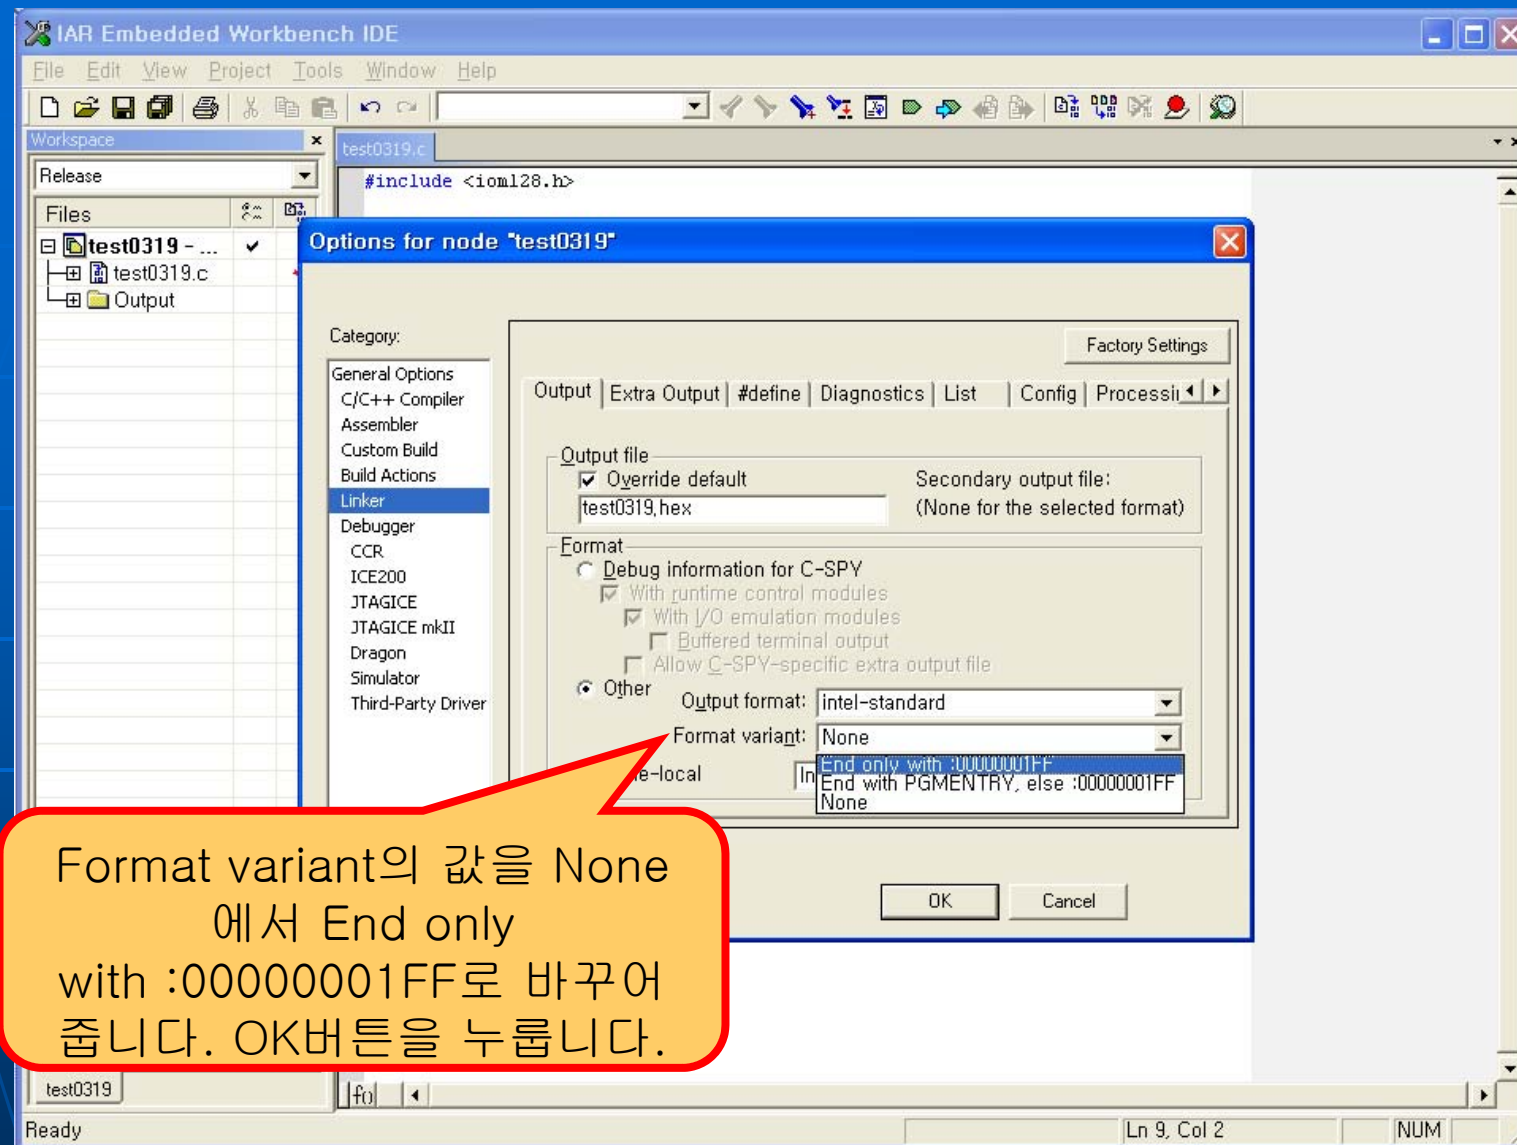 IAR Embedded Workbench IDE
File Edit View Project Tools Window Help
Workspace
test0319.c
Release
#include <iom128.h>
Files
test0319 - ...
test0319.c
Output
Options for node "test0319"
Category:
Factory Settings
General Options
C/C++ Compiler
Assembler
Custom Build
Build Actions
Linker
Debugger
CCR
ICE200
JTAGICE
JTAGICE mkII
Dragon
Simulator
Third-Party Driver
Output Extra Output #define Diagnostics List Config
Output file
Override default
Secondary output file:
test0319.hex
(None for the selected format)
Format
Debug information for C-SPY
With runtime control modules
With I/O emulation modules
Buffered terminal output
Allow C-SPY-specific extra output file
Other
Output format: intel-standard
Format variant: None
End only with :00000001FF
End with PGMENTRY, else :00000001FF
None
e-local
In
OK Cancel
Format variant의 값을 None
에서 End only
with :00000001FF로 바꾸어
줍니다. OK버튼을 누룹니다.
test0319
f()
Ready
Ln 9, Col 2
NUM